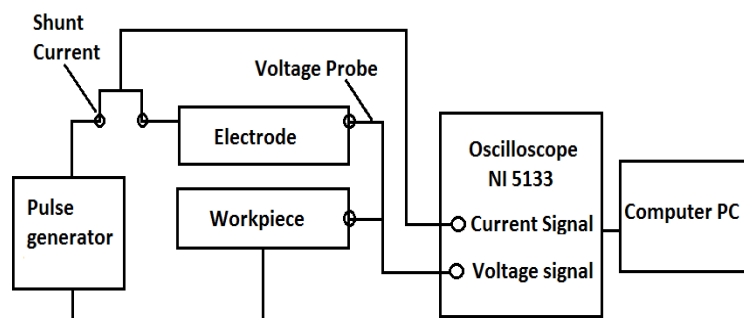 Shunt
Current
Voltage Probe
Electrode
Oscilloscope
NI 5133
Pulse
generator
Workpiece
Current Signal
Computer PC
Voltage signal